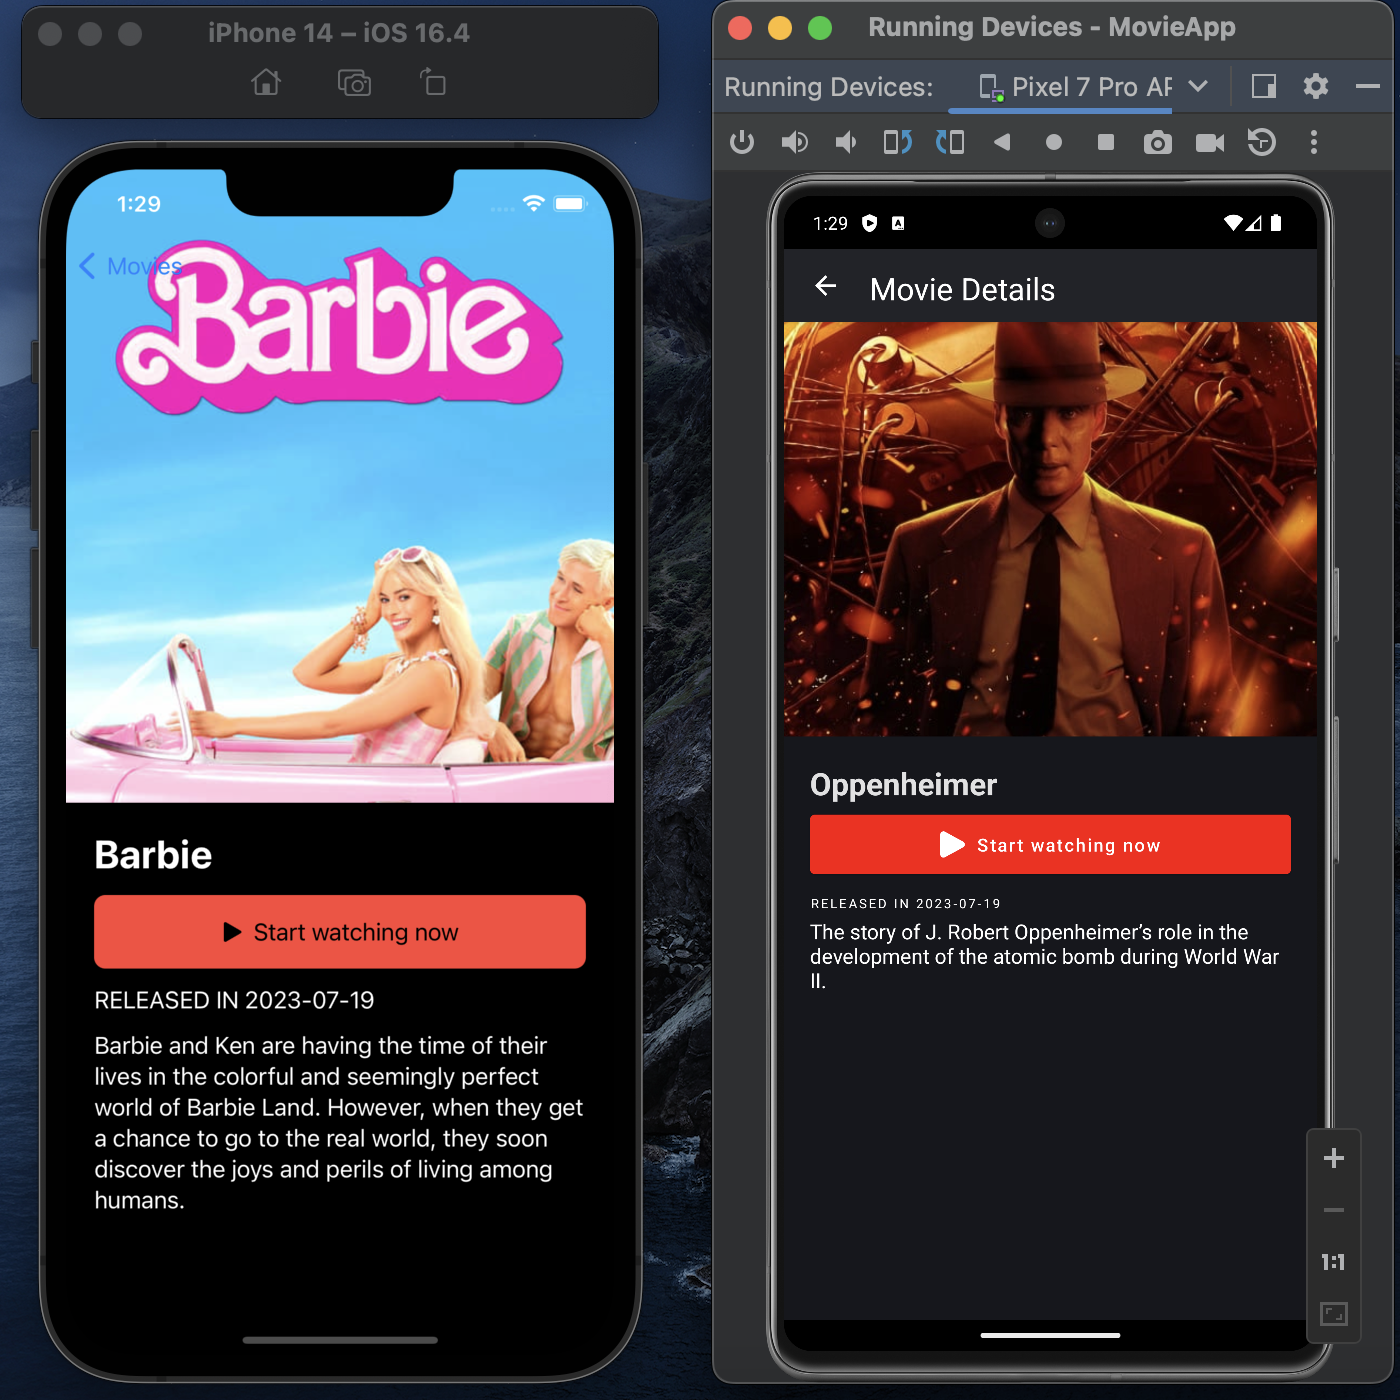 iPhone 14 – iOS 16.4
1:29
Movies
Barbie
Barbie
Start watching now
RELEASED IN 2023-07-19
Barbie and Ken are having the time of their
lives in the colorful and seemingly perfect
world of Barbie Land. However, when they get
a chance to go to the real world, they soon
discover the joys and perils of living among
humans.
Running Devices - MovieApp
Running Devices:
Pixel 7 Pro AP
1:29
A
Movie Details
Oppenheimer
Start watching now
RELEASED IN 2023-07-19
The story of J. Robert Oppenheimer’s role in the
development of the atomic bomb during World War
II.
1:1